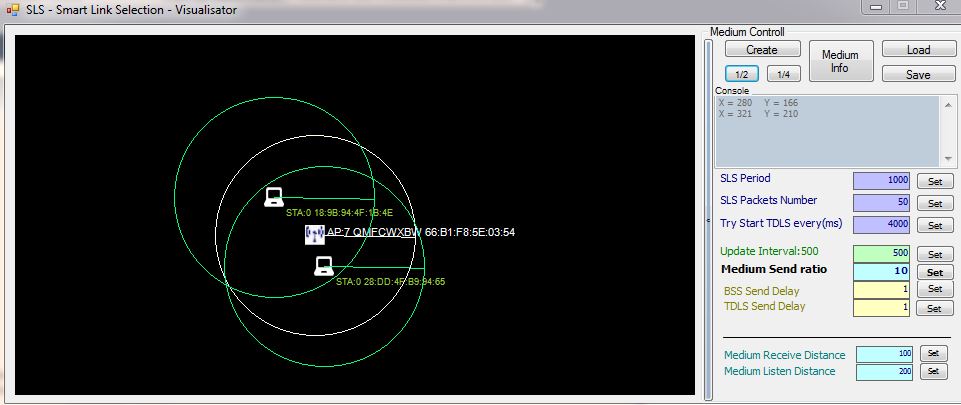 SLS - Smart Link Selection - Visualisator
STA:0 18:9B:94:4F:1B:4E
AP:7 QMFCWXBW 66:B1:F8:5E:03:54
STA:0 28:DD:4F:B9:94:65
Medium Controll
Create
Medium Info
Load
1/2
1/4
Save
Console
X = 280 Y = 166
X = 321 Y = 210
SLS Period 1000 Set
SLS Packets Number 50 Set
Try Start TDLS every(ms) 4000 Set
Update Interval:500 500 Set
Medium Send ratio 10 Set
BSS Send Delay 1 Set
TDLS Send Delay 1 Set
Medium Receive Distance 100 Set
Medium Listen Distance 200 Set